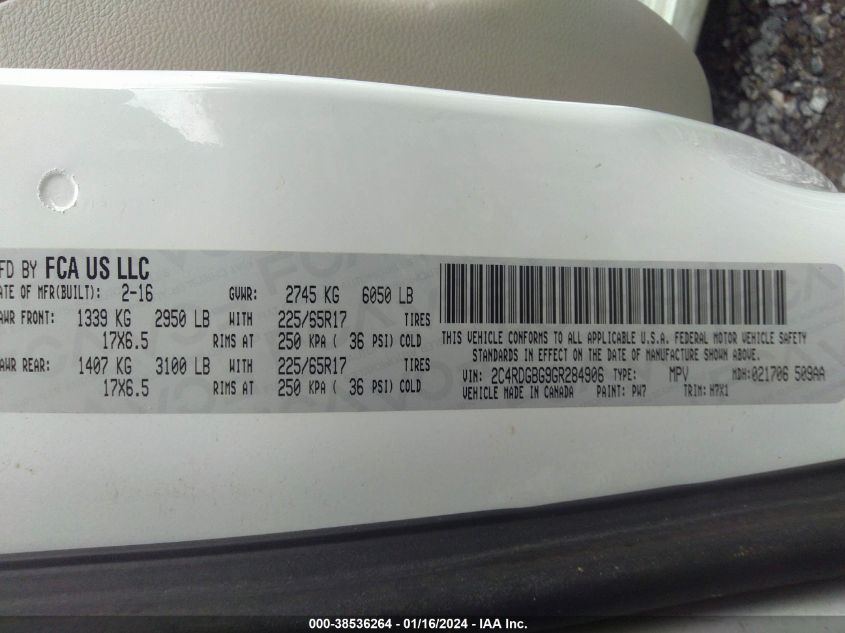 FD BY FCA US LLC
ATE OF MFR(BUILT): 2-16 GVWR: 2745 KG 6050 LB
AWR FRONT: 1339 KG 2950 LB WITH 225/65R17 TIRES
17X6.5 RIMS AT 250 KPA ( 36 PSI) COLD
AWR REAR: 1407 KG 3100 LB WITH 225/65R17 TIRES
17X6.5 RIMS AT 250 KPA ( 36 PSI) COLD
THIS VEHICLE CONFORMS TO ALL APPLICABLE U.S.A. FEDERAL MOTOR VEHICLE SAFETY
STANDARDS IN EFFECT ON THE DATE OF MANUFACTURE SHOWN ABOVE.
VIN: 2C4RDGBG9GR284906 TYPE: MPV MDH:021706 509AA
VEHICLE MADE IN CANADA PAINT: PW7 TRIM: M7X1
000-38536264 - 01/16/2024 - IAA Inc.